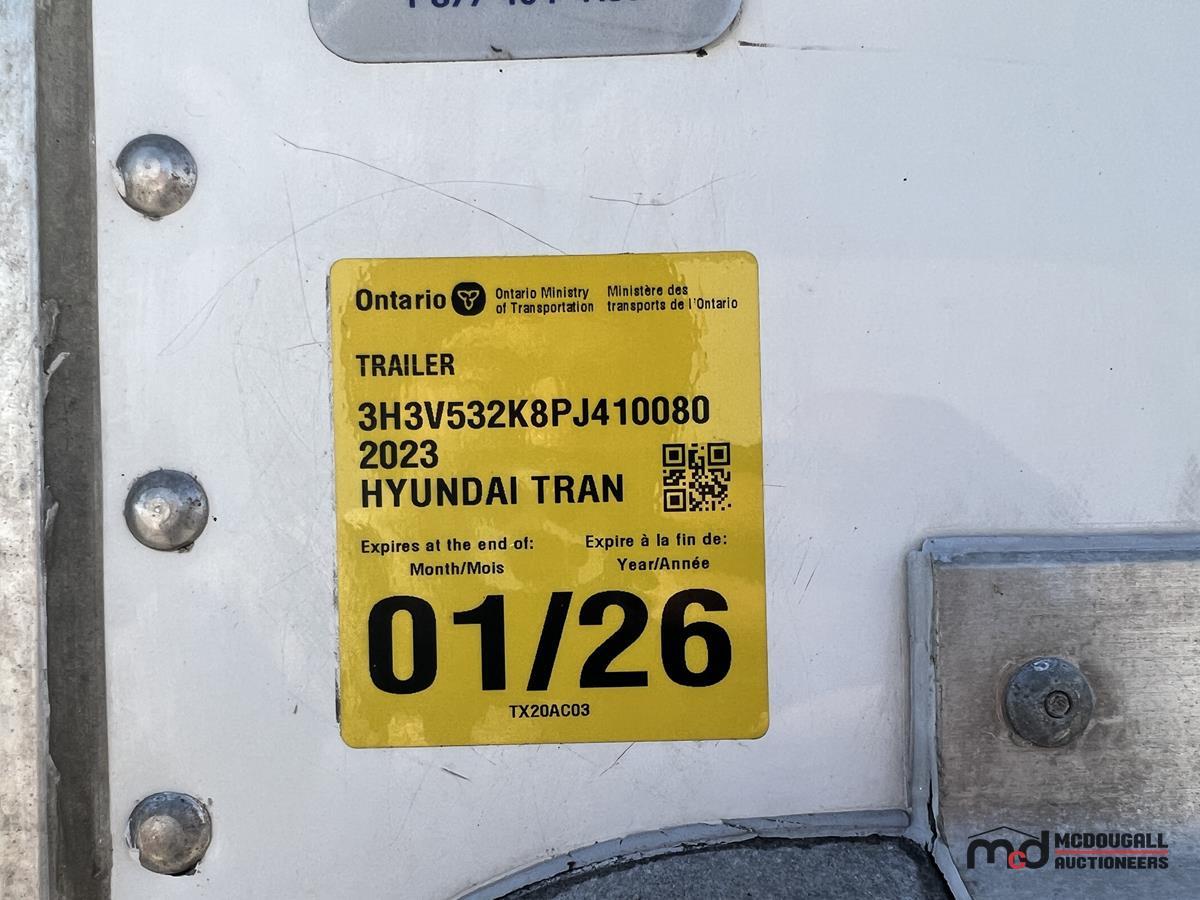 Ontario
Ontario Ministry of Transportation
Ministère des transports de l'Ontario
TRAILER
3H3V532K8PJ410080
2023
HYUNDAI TRAN
Expires at the end of:
Month/Mois
Expire à la fin de:
Year/Année
01/26
TX20AC03
mcd MCDOUGALL
AUCTIONEERS